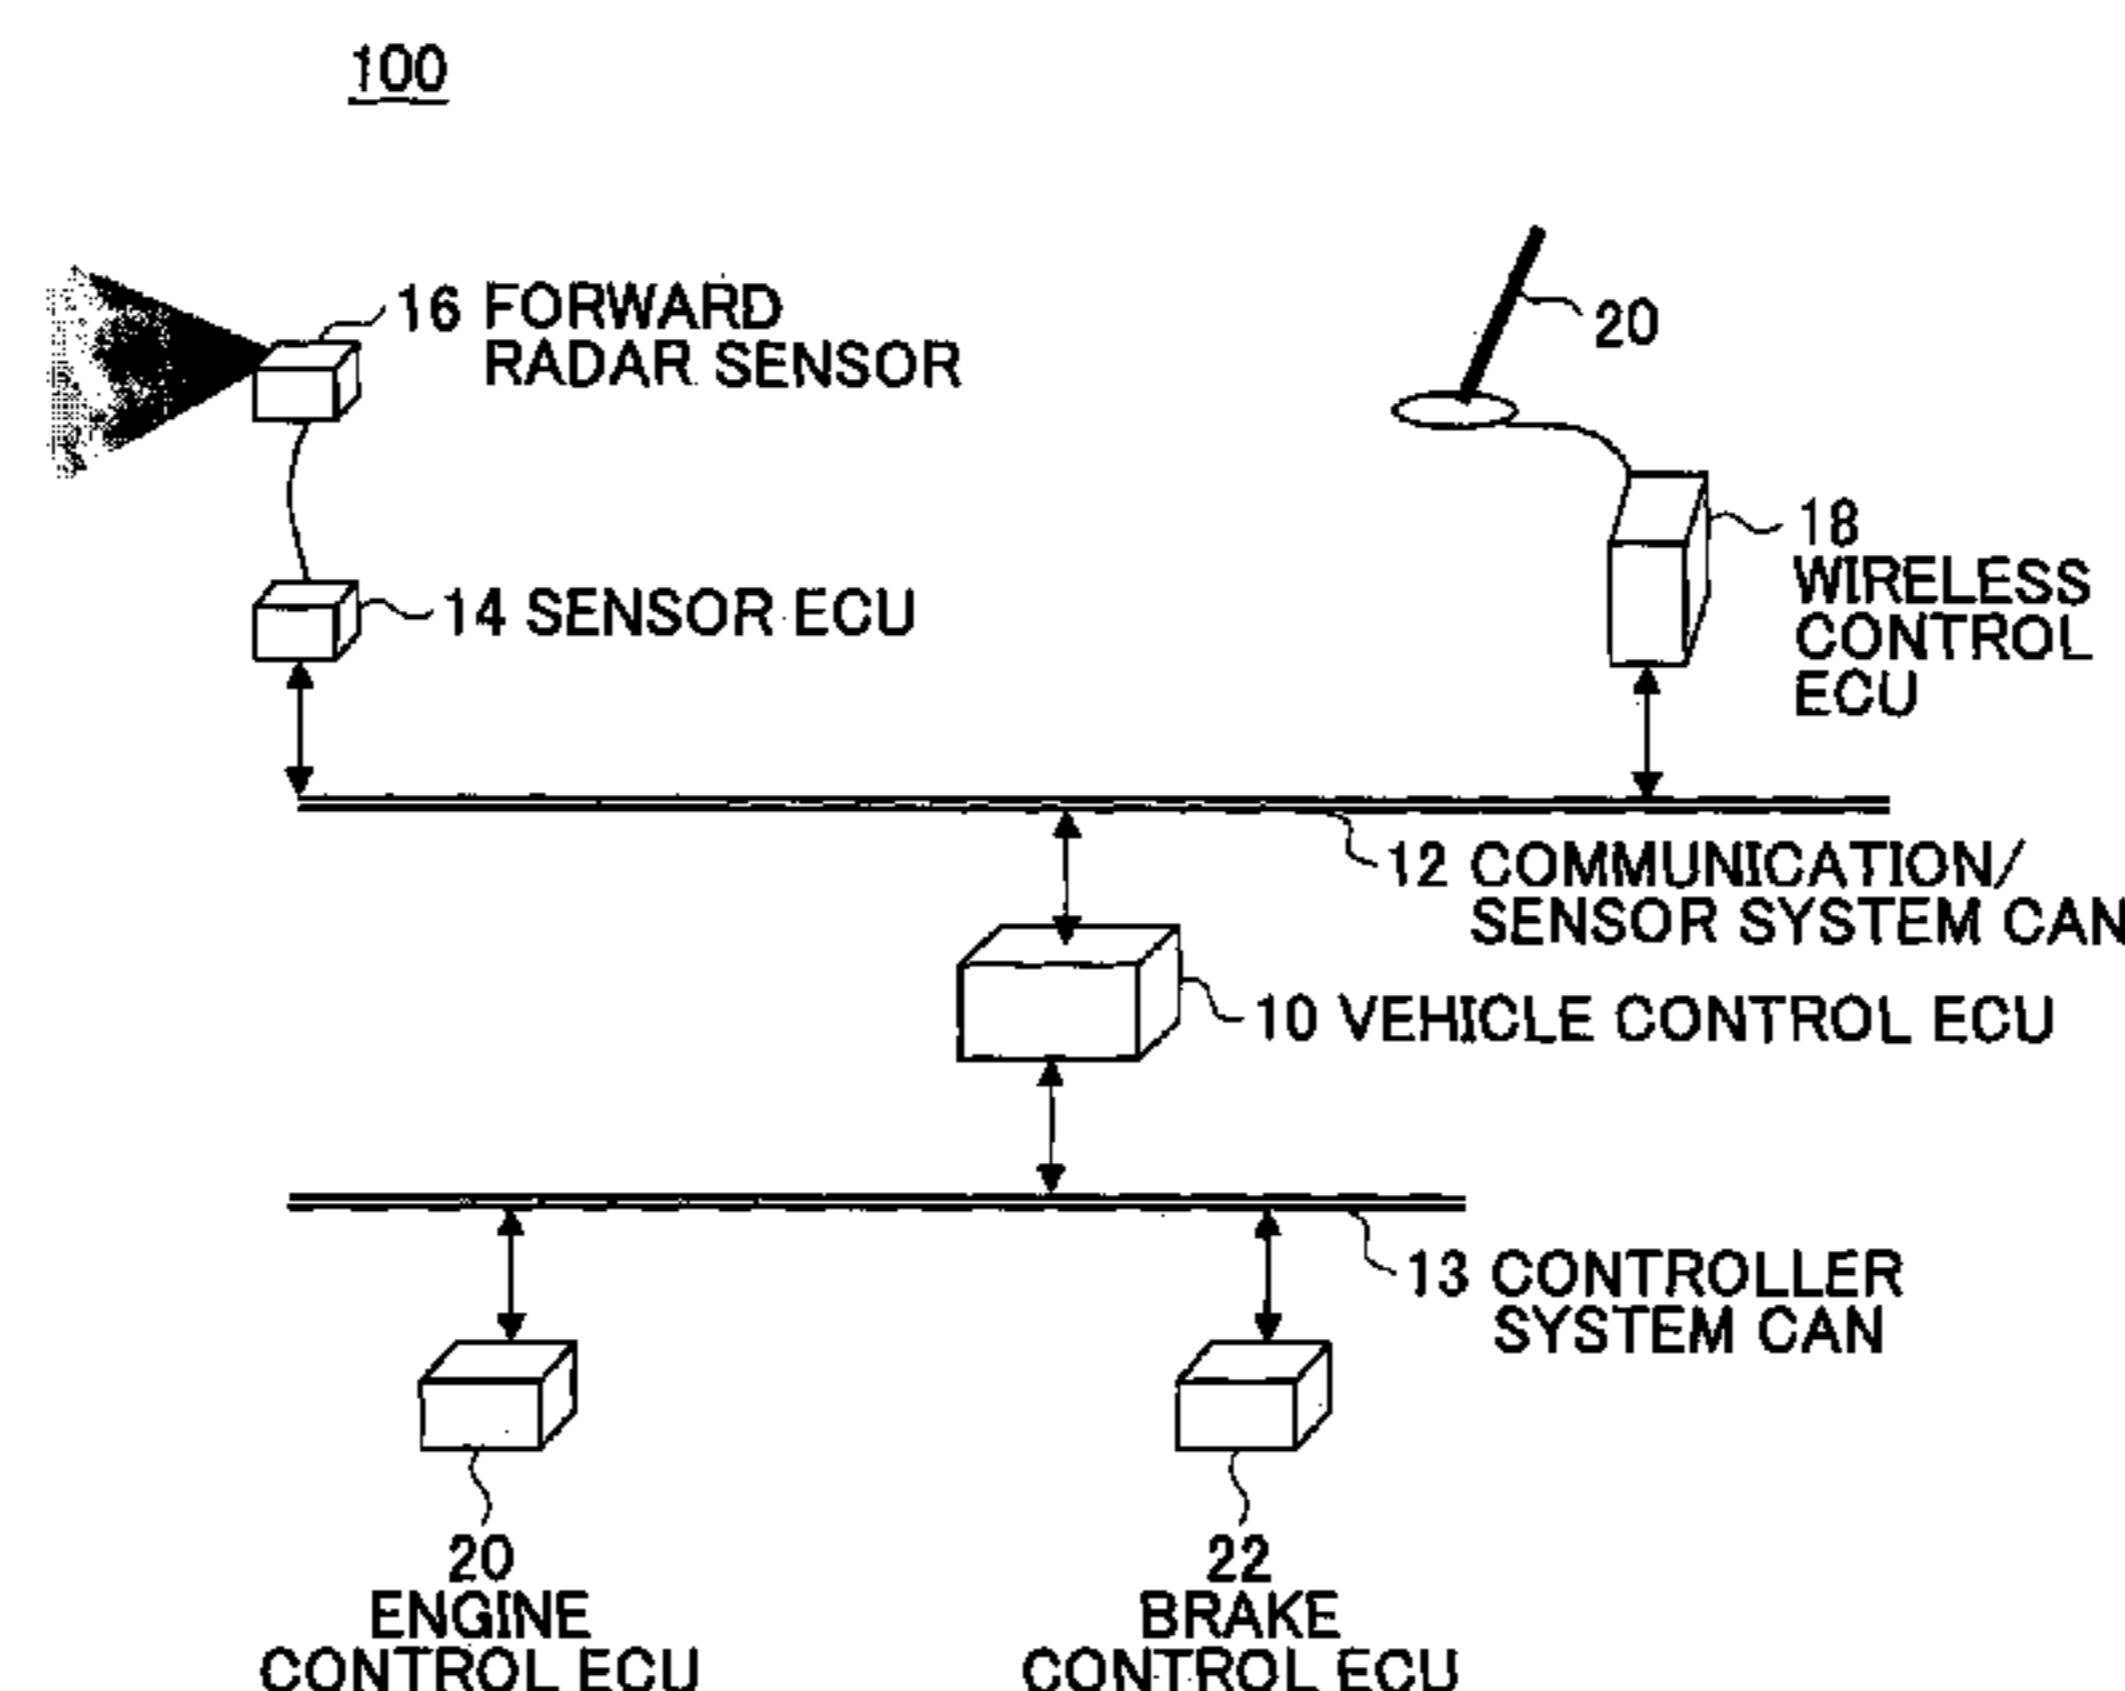 100
16 FORWARD
RADAR SENSOR
20
18
WIRELESS
CONTROL
ECU
14 SENSOR ECU
12 COMMUNICATION/
SENSOR SYSTEM CAN
10 VEHICLE CONTROL ECU
13 CONTROLLER
SYSTEM CAN
20
ENGINE
CONTROL ECU
22
BRAKE
CONTROL ECU